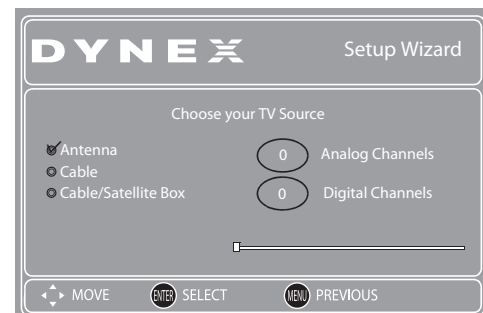 DYNEX Setup Wizard
Choose your TV Source
Antenna
Cable
Cable/Satellite Box
0 Analog Channels
0 Digital Channels
MOVE ENTER SELECT MENU PREVIOUS